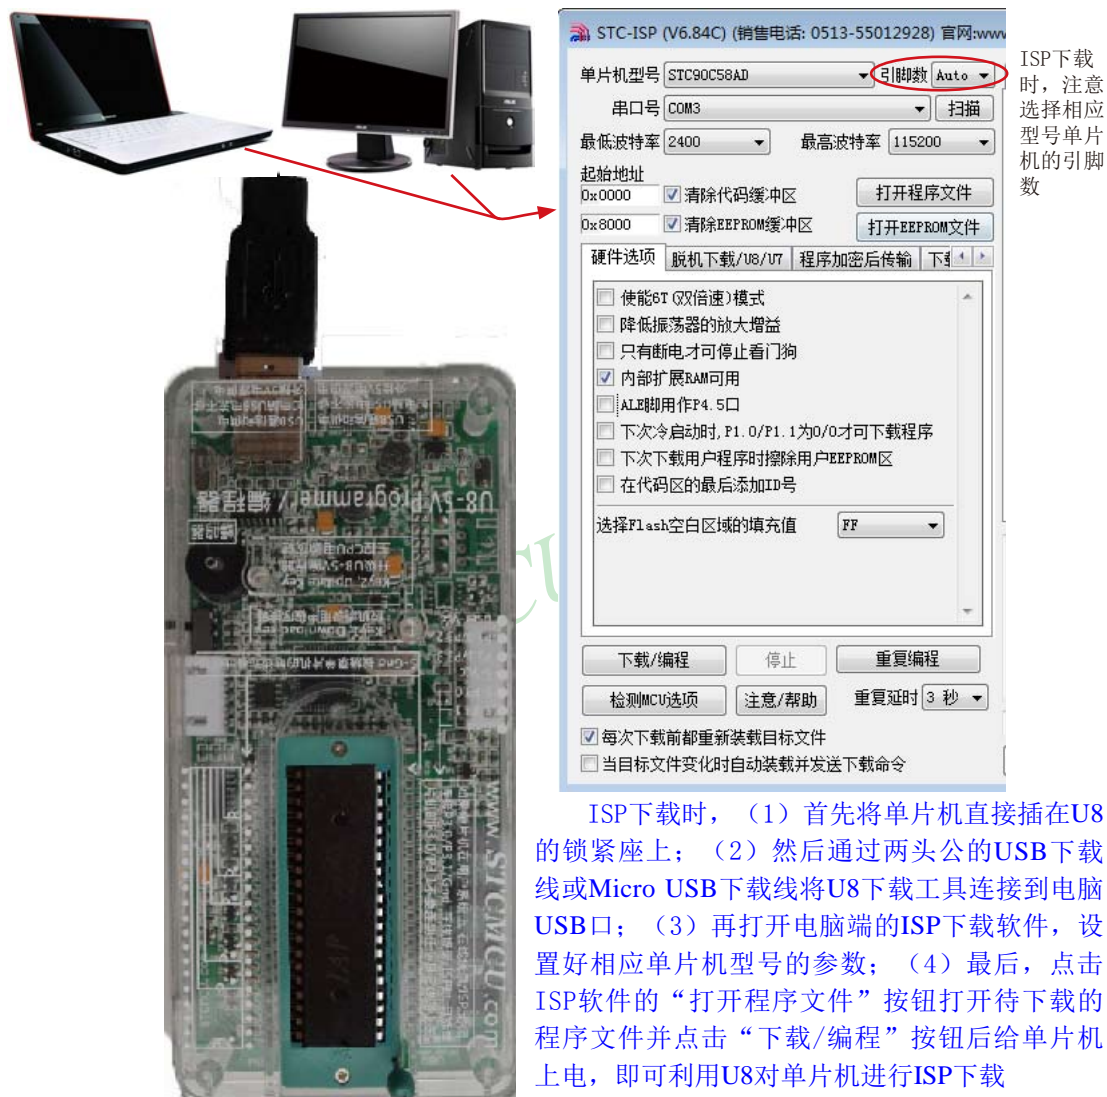 STC-ISP (V6.84C) (销售电话: 0513-55012928) 官网:www
单片机型号 STC90C58AD 引脚数 Auto
串口号 COM3 扫描
最低波特率 2400 最高波特率 115200
起始地址
0x0000 清除代码缓冲区 打开程序文件
0x8000 清除EEPROM缓冲区 打开EEPROM文件
硬件选项 脱机下载/U8/U7 程序加密后传输
使能6T(双倍速)模式
降低振荡器的放大增益
只有断电才可停止看门狗
内部扩展RAM可用
ALE脚用作P4.5口
下次冷启动时,P1.0/P1.1为0/0才可下载程序
下次下载用户程序时擦除用户EEPROM区
在代码区的最后添加ID号
选择Flash空白区域的填充值 FF
下载/编程 停止 重复编程
检测MCU选项 注意/帮助 重复延时 3 秒
每次下载前都重新装载目标文件
当目标文件变化时自动装载并发送下载命令
ISP下载
时，注意
选择相应
型号单片
机的引脚
数
U8-5V Programmer / 编程器
www.STCMCU.com
ISP下载时，（1）首先将单片机直接插在U8
的锁紧座上；（2）然后通过两头公的USB下载
线或Micro USB下载线将U8下载工具连接到电脑
USB口；（3）再打开电脑端的ISP下载软件，设
置好相应单片机型号的参数；（4）最后，点击
ISP软件的“打开程序文件”按钮打开待下载的
程序文件并点击“下载/编程”按钮后给单片机
上电，即可利用U8对单片机进行ISP下载